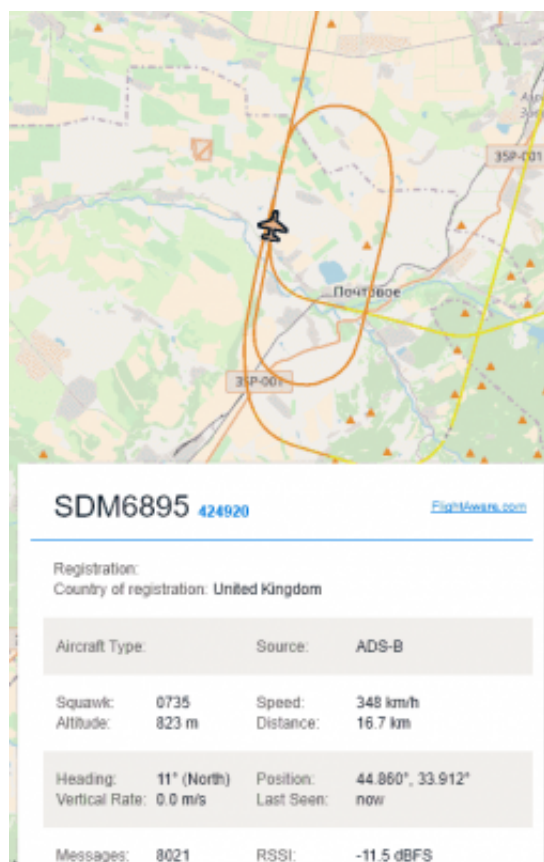 35P-001
Почтовое
35P-001
SDM6895 424920 FlightAware.com
Registration:
Country of registration: United Kingdom
Aircraft Type: Source: ADS-B
Squawk: 0735 Speed: 348 km/h
Altitude: 823 m Distance: 16.7 km
Heading: 11° (North) Position: 44.860°, 33.912°
Vertical Rate: 0.0 m/s Last Seen: now
Messages: 8021 RSSI: -11.5 dBFS